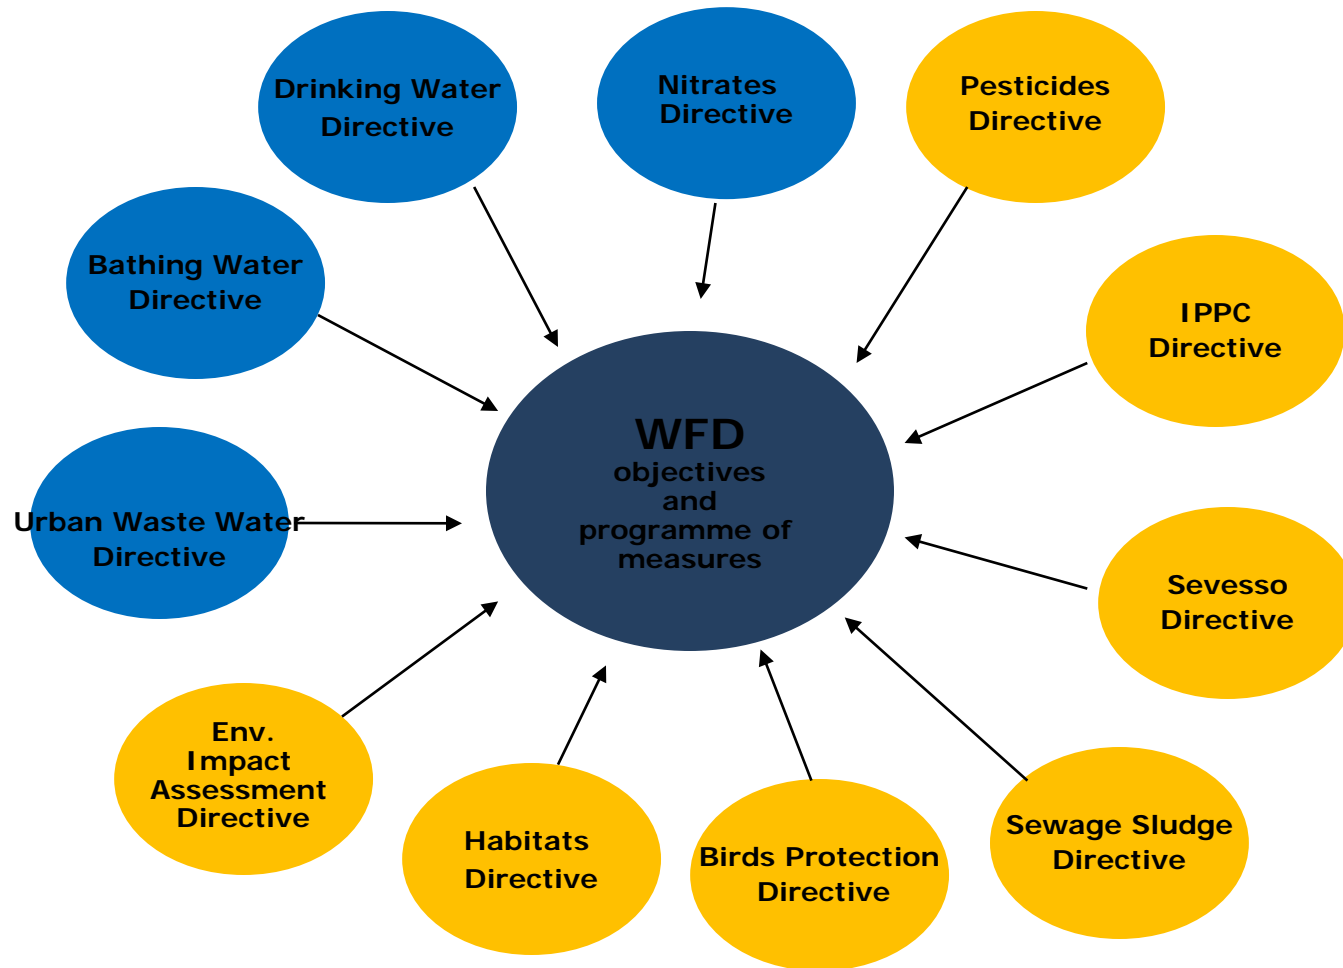 Drinking Water
Directive
Nitrates
Directive
Pesticides
Directive
Bathing Water
Directive
IPPC
Directive
WFD
objectives
and
programme of
measures
Urban Waste Water
Directive
Sevesso
Directive
Env.
Impact
Assessment
Directive
Habitats
Directive
Birds Protection
Directive
Sewage Sludge
Directive